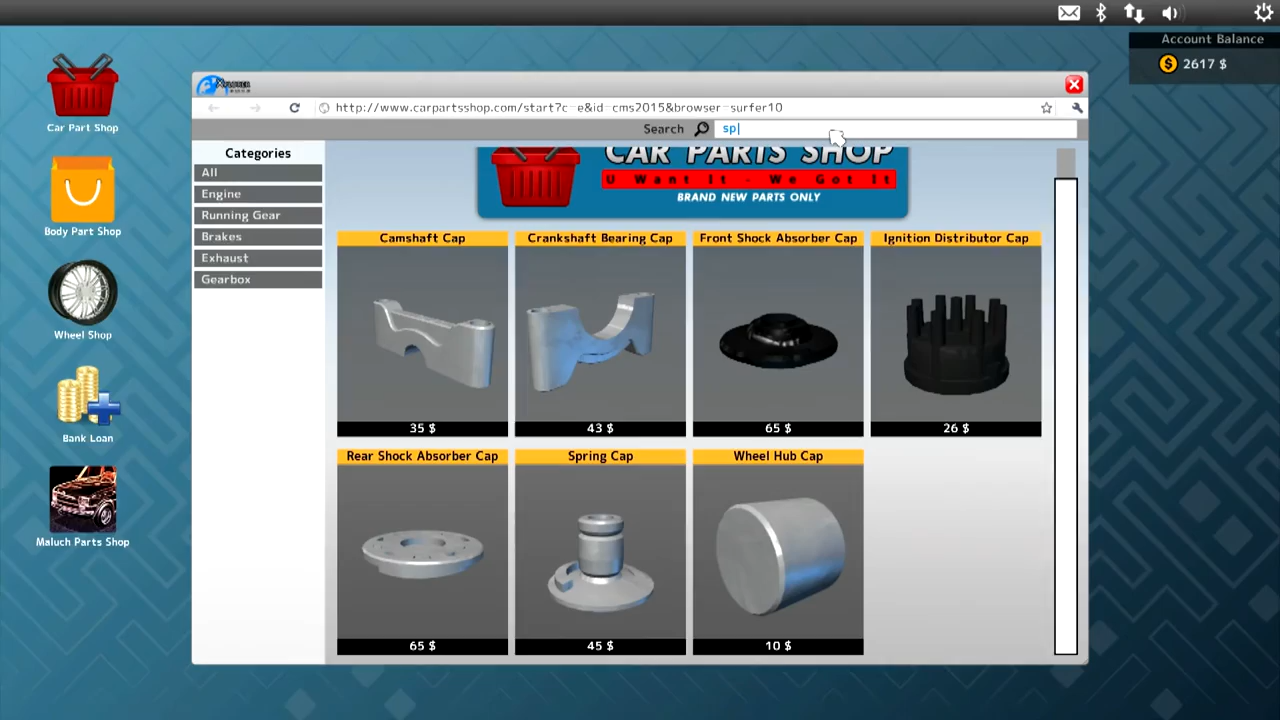 Account Balance
2617 $
Car Part Shop
Body Part Shop
Wheel Shop
Bank Loan
Maluch Parts Shop
http://www.carpartsshop.com/start?c=e&id=cms2015&browser=surfer10
Search
sp
Categories
All
Engine
Running Gear
Brakes
Exhaust
Gearbox
CAR PARTS SHOP
U Want It - We Got It
BRAND NEW PARTS ONLY
Camshaft Cap
35 $
Crankshaft Bearing Cap
43 $
Front Shock Absorber Cap
65 $
Ignition Distributor Cap
26 $
Rear Shock Absorber Cap
65 $
Spring Cap
45 $
Wheel Hub Cap
10 $